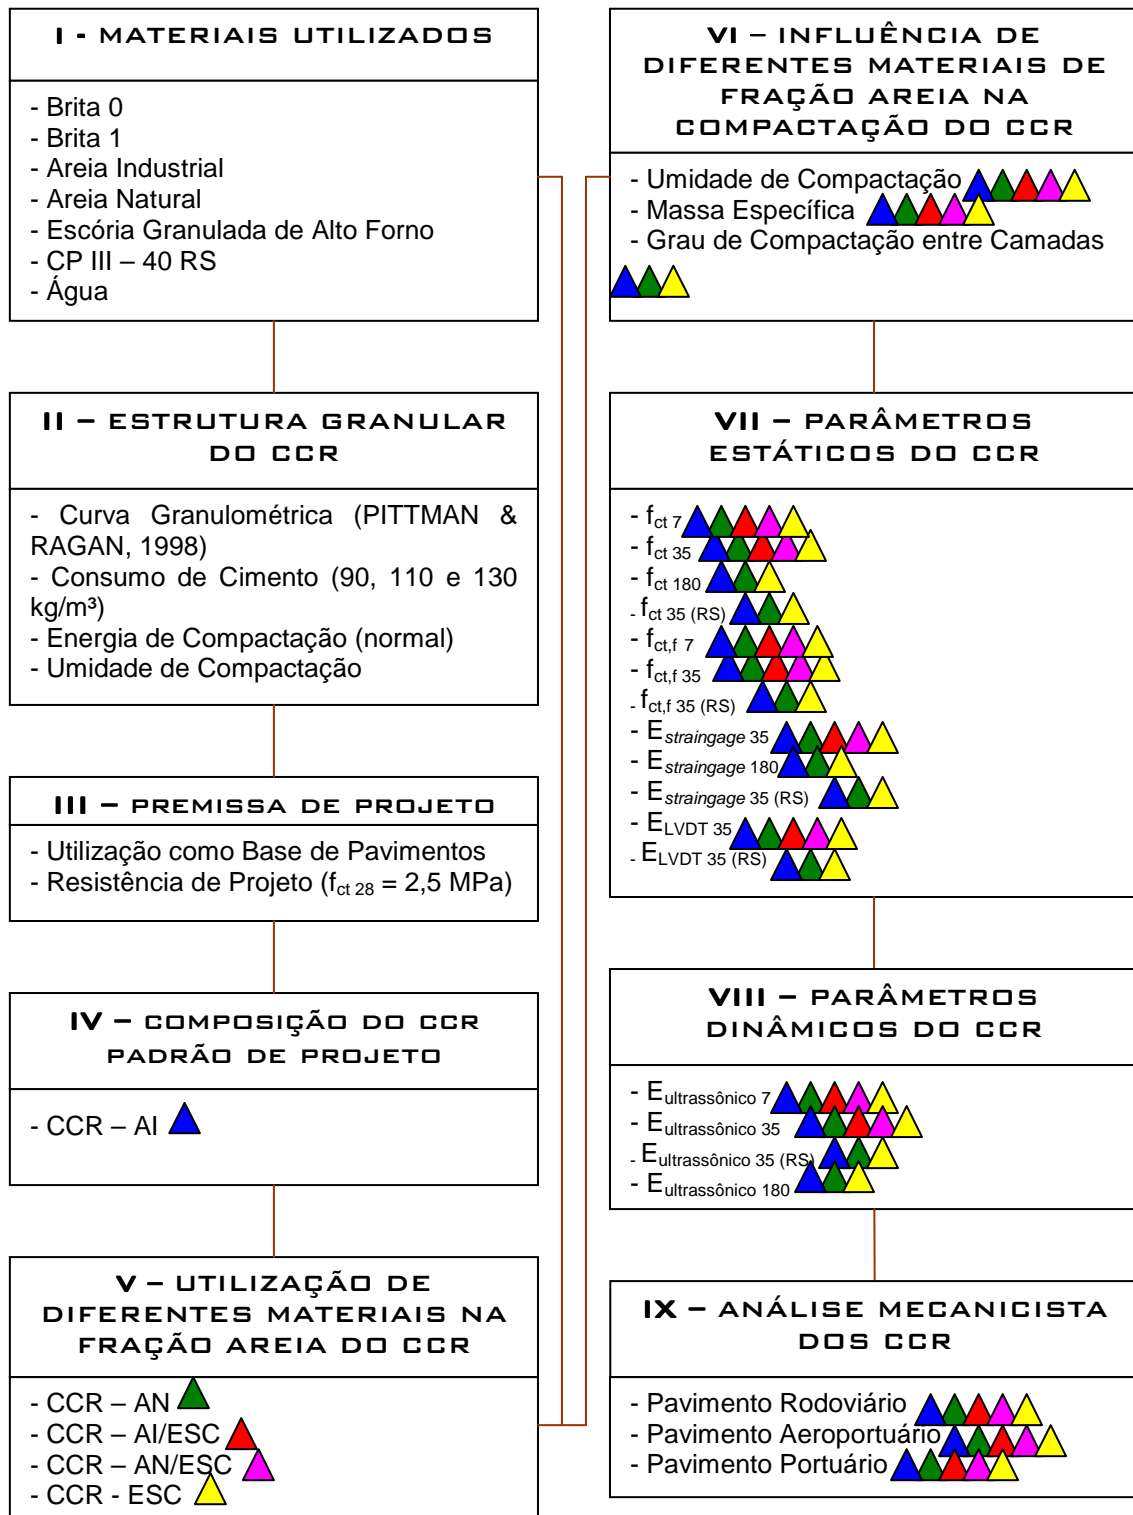 I - MATERIAIS UTILIZADOS
- Brita 0
- Brita 1
- Areia Industrial
- Areia Natural
- Escória Granulada de Alto Forno
- CP III – 40 RS
- Água
II – ESTRUTURA GRANULAR
DO CCR
- Curva Granulométrica (PITTMAN &
RAGAN, 1998)
- Consumo de Cimento (90, 110 e 130
kg/m³)
- Energia de Compactação (normal)
- Umidade de Compactação
III – PREMISSA DE PROJETO
- Utilização como Base de Pavimentos
- Resistência de Projeto (fct 28 = 2,5 MPa)
IV – COMPOSIÇÃO DO CCR
PADRÃO DE PROJETO
- CCR – AI
V – UTILIZAÇÃO DE
DIFERENTES MATERIAIS NA
FRAÇÃO AREIA DO CCR
- CCR – AN
- CCR – AI/ESC
- CCR – AN/ESC
- CCR - ESC
VI – INFLUÊNCIA DE
DIFERENTES MATERIAIS DE
FRAÇÃO AREIA NA
COMPACTAÇÃO DO CCR
- Umidade de Compactação
- Massa Específica
- Grau de Compactação entre Camadas
VII – PARÂMETROS
ESTÁTICOS DO CCR
- fct 7
- fct 35
- fct 180
- fct 35 (RS)
- fct,f 7
- fct,f 35
- fct,f 35 (RS)
- Estraingage 35
- Estraingage 180
- Estraingage 35 (RS)
- ELVDT 35
- ELVDT 35 (RS)
VIII – PARÂMETROS
DINÂMICOS DO CCR
- Eultrassônico 7
- Eultrassônico 35
- Eultrassônico 35 (RS)
- Eultrassônico 180
IX – ANÁLISE MECANICISTA
DOS CCR
- Pavimento Rodoviário
- Pavimento Aeroportuário
- Pavimento Portuário